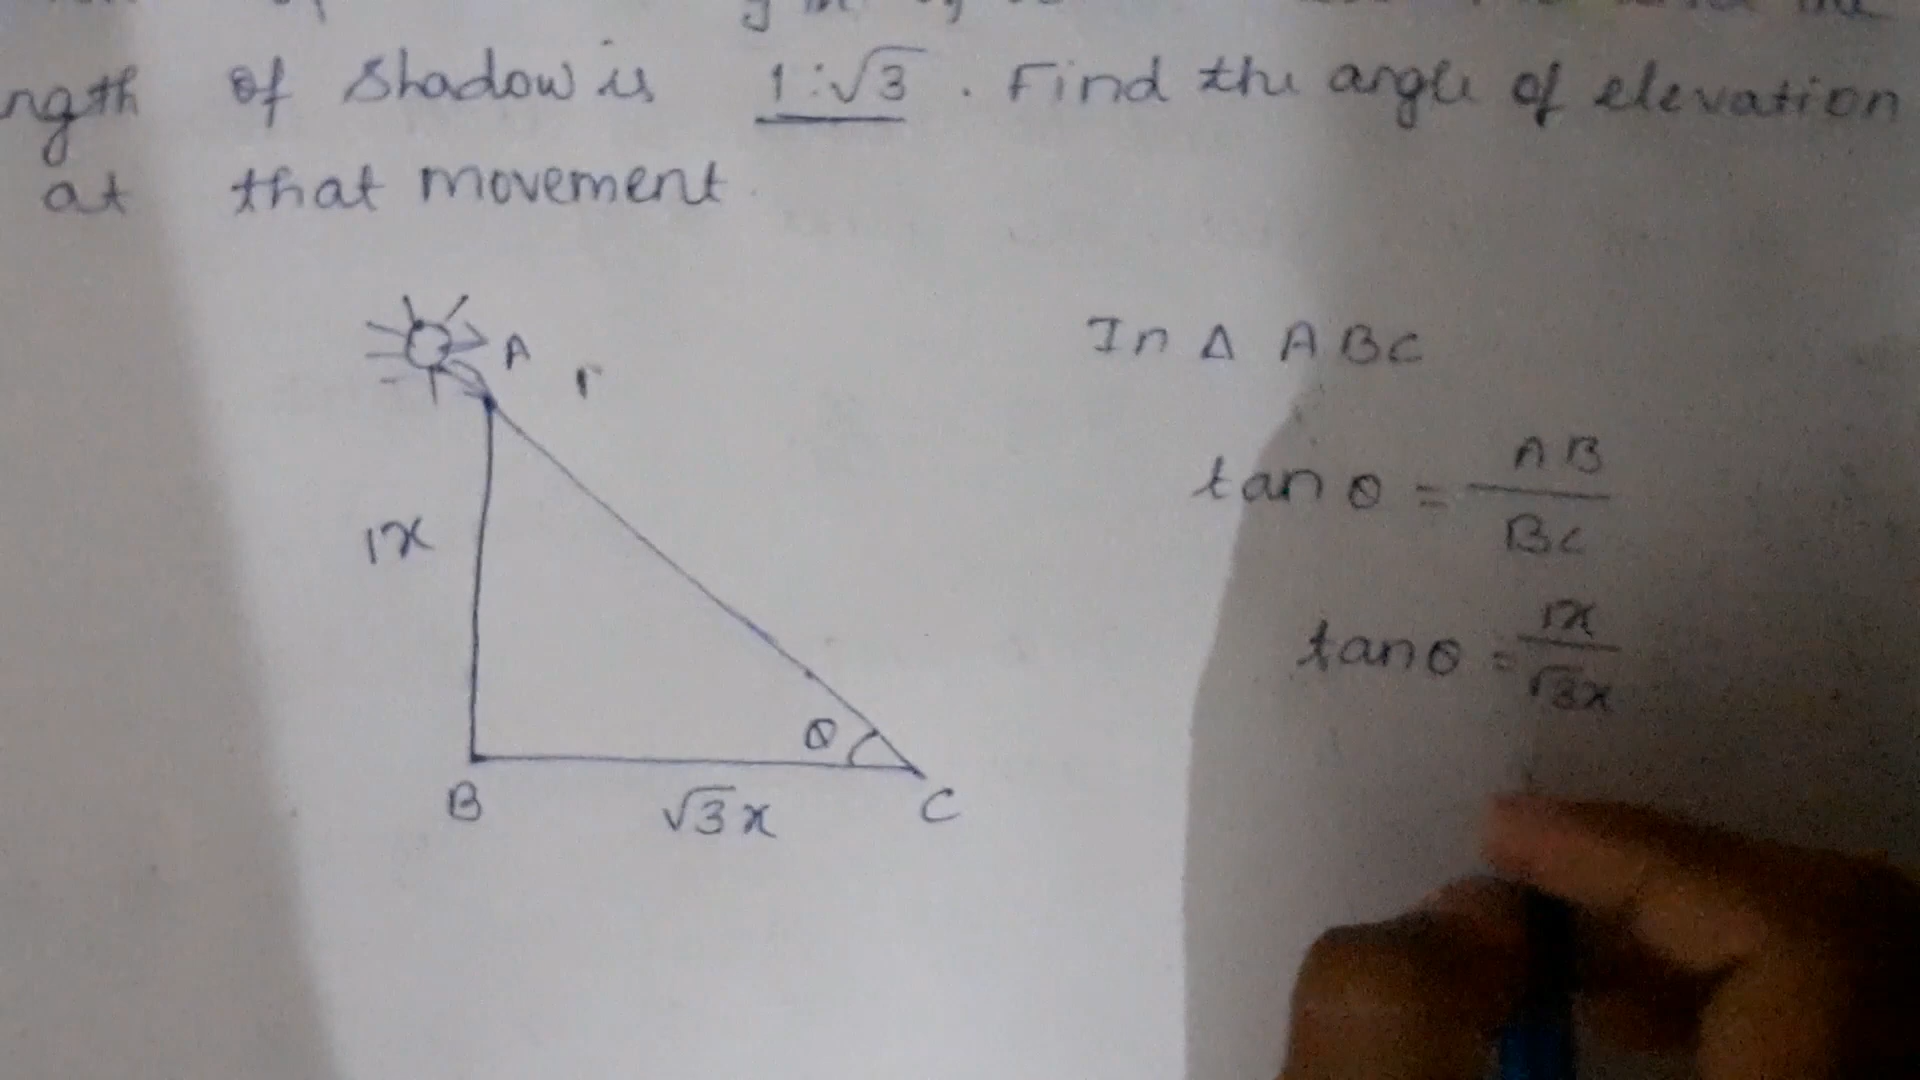 of shadow is 1:√3. Find the angle of elevation
at that movement
A
In Δ ABC
tan θ = AB/BC
1x
tan θ = 1x/√3x
θ
B √3x C